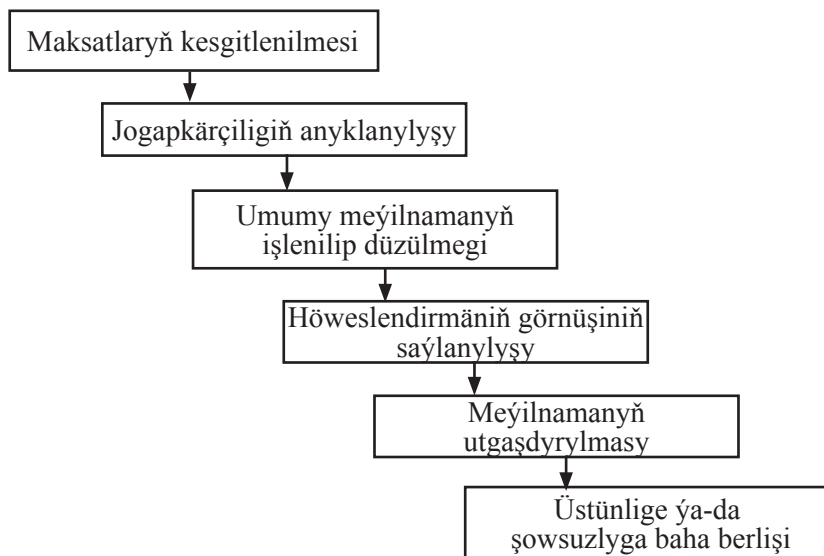 Maksatlaryň kesgitlenilmesi
Jogapkärçiligiň anyklanylyşy
Umumy meýilnamanyň
işlenilip düzülmegi
Höweslendirmäniň görnüşiniň
saýlanylyşy
Meýilnamanyň
utgaşdyrylmasy
Üstünlige ýa-da
şowsuzlyga baha berlişi